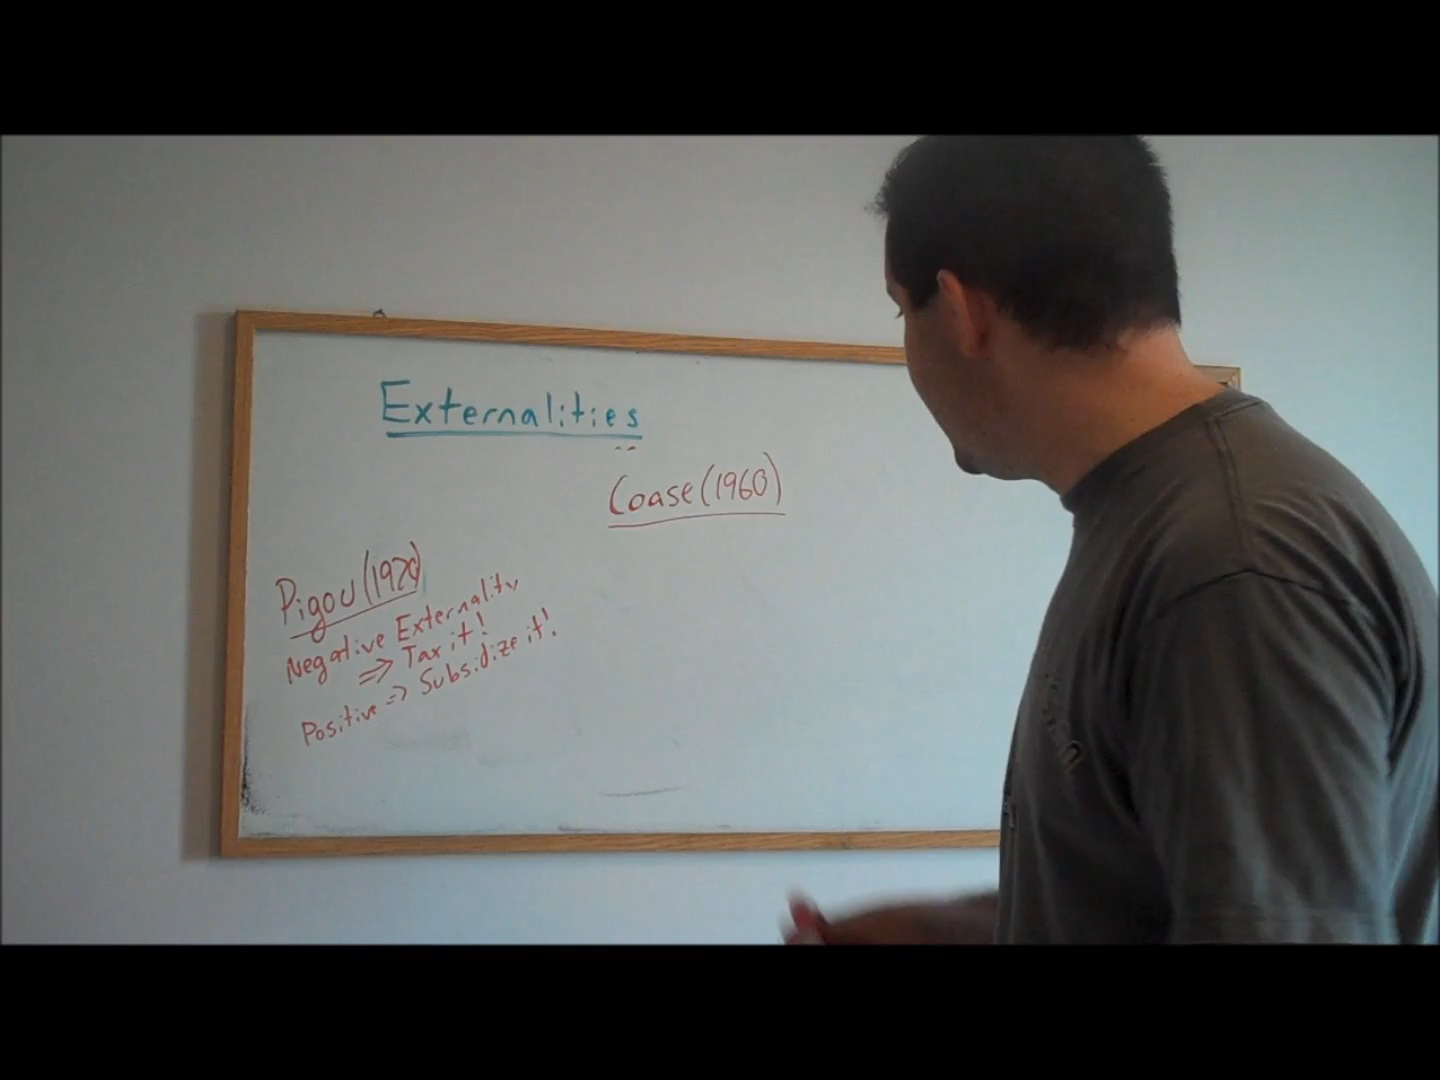 Externalities
Coase (1960)
Pigou (1920)
Negative Externality
=> Tax it!
Positive => Subsidize it!